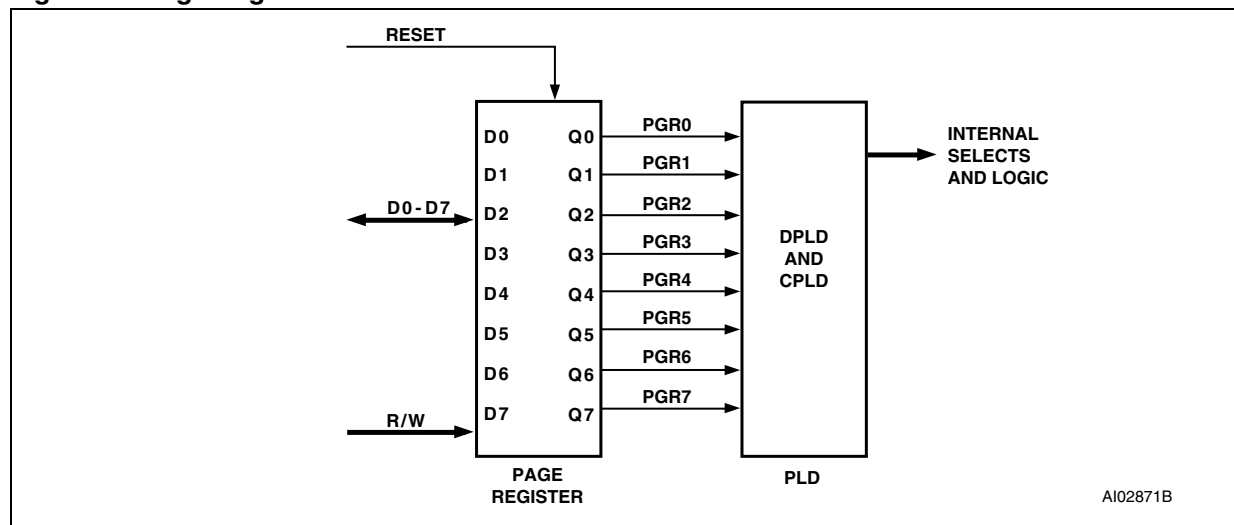 RESET
D0 Q0 PGR0
D1 Q1 PGR1
D0-D7 D2 Q2 PGR2
D3 Q3 PGR3
D4 Q4 PGR4
D5 Q5 PGR5
D6 Q6 PGR6
R/W D7 Q7 PGR7
DPLD
AND
CPLD
INTERNAL
SELECTS
AND LOGIC
PAGE
REGISTER
PLD
AI02871B